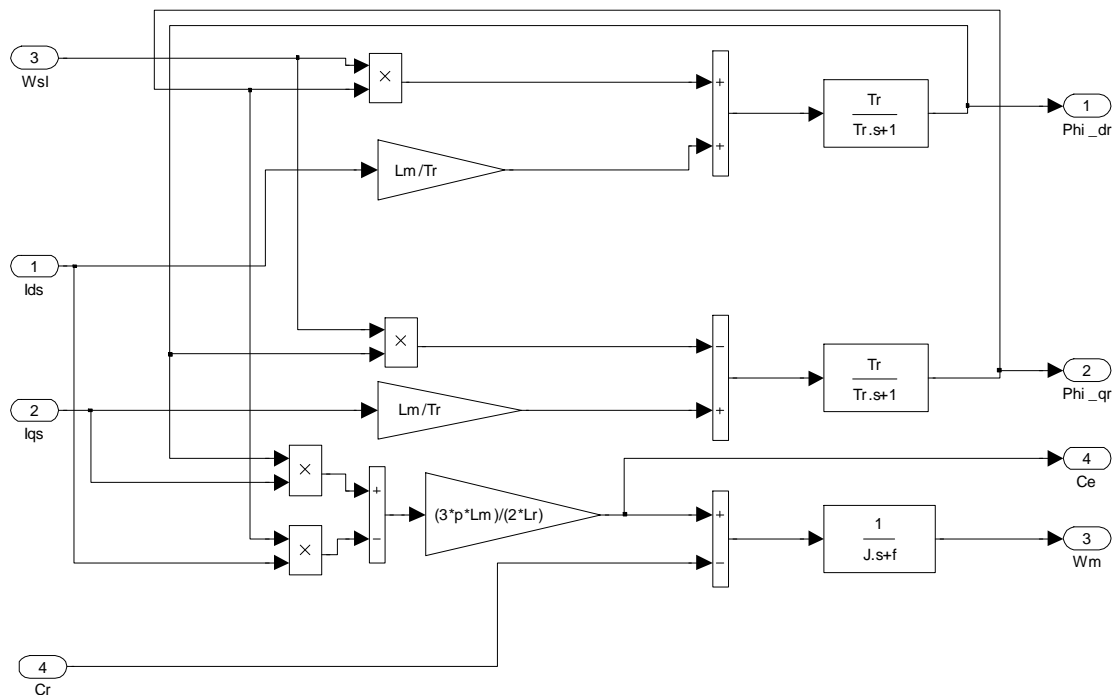 3
Wsl
×
+
+
Tr
Tr.s+1
1
Phi _dr
Lm/Tr
1
Ids
×
−
+
Tr
Tr.s+1
2
Phi _qr
2
Iqs
Lm/Tr
×
+
−
(3*p*Lm)/(2*Lr)
4
Ce
×
+
−
1
J.s+f
3
Wm
4
Cr